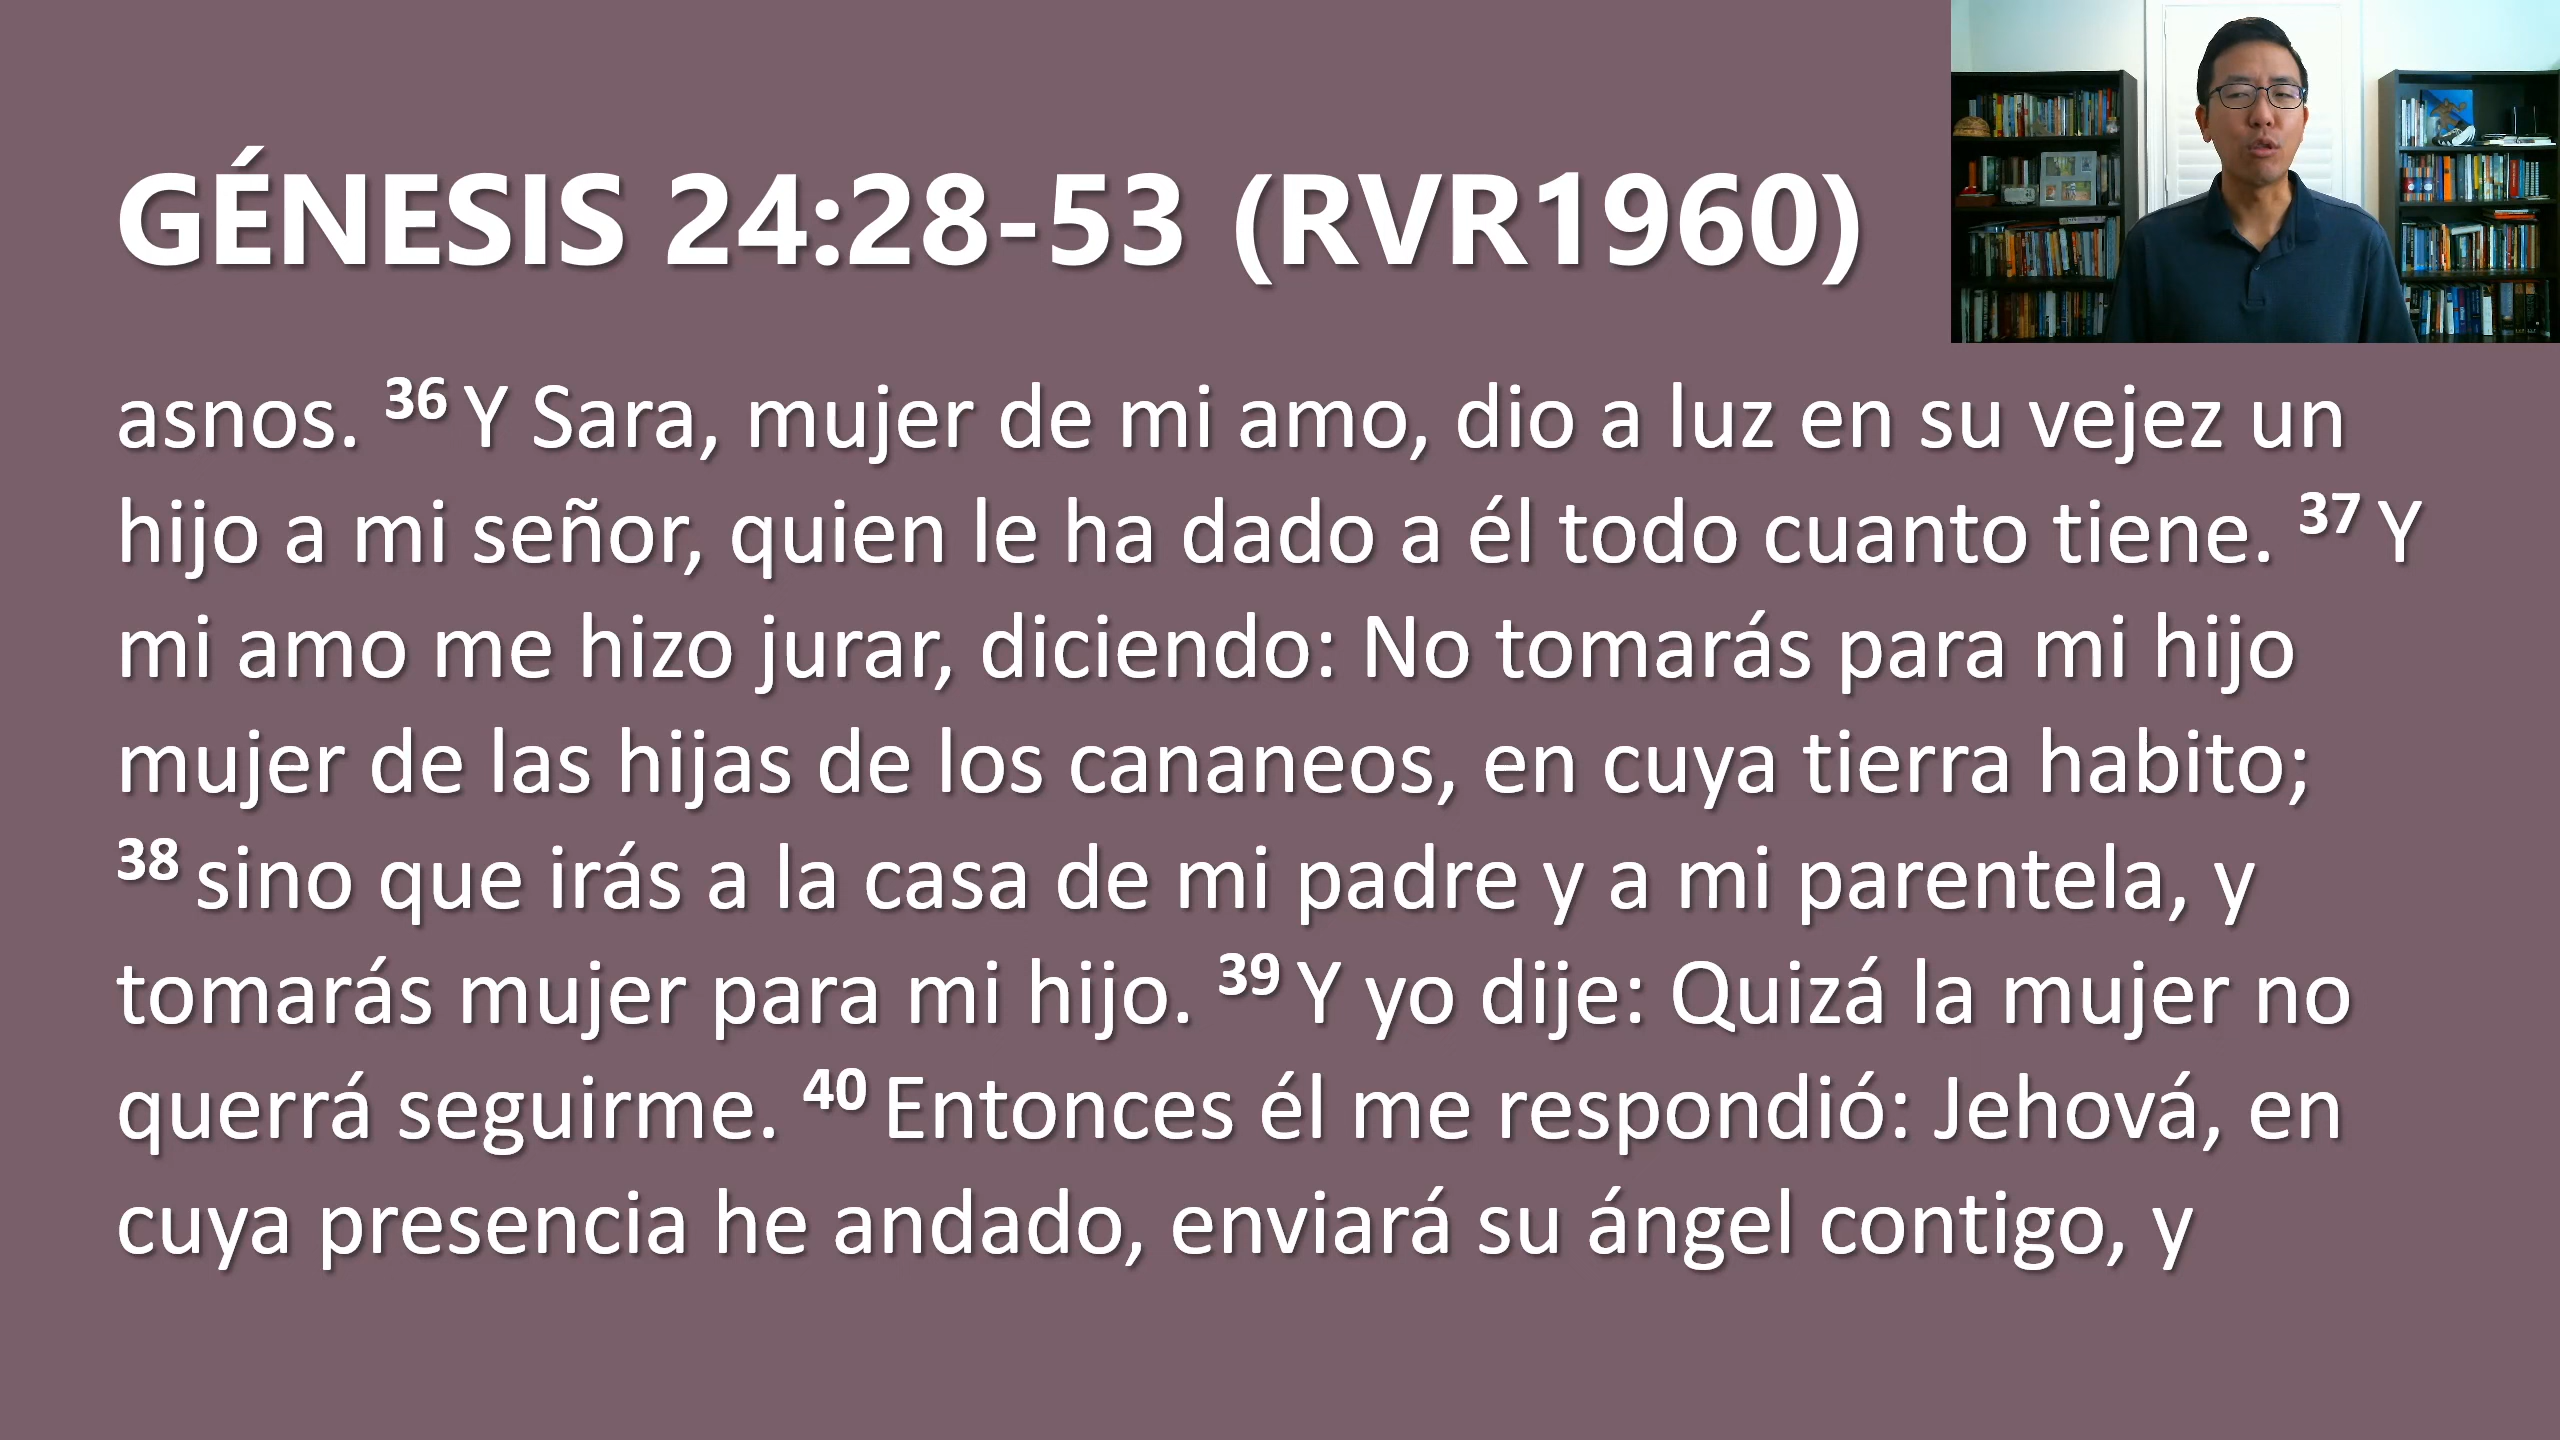 GÉNESIS 24:28-53 (RVR1960)
asnos. 36 Y Sara, mujer de mi amo, dio a luz en su vejez un
hijo a mi señor, quien le ha dado a él todo cuanto tiene. 37 Y
mi amo me hizo jurar, diciendo: No tomarás para mi hijo
mujer de las hijas de los cananeos, en cuya tierra habito;
38 sino que irás a la casa de mi padre y a mi parentela, y
tomarás mujer para mi hijo. 39 Y yo dije: Quizá la mujer no
querrá seguirme. 40 Entonces él me respondió: Jehová, en
cuya presencia he andado, enviará su ángel contigo, y